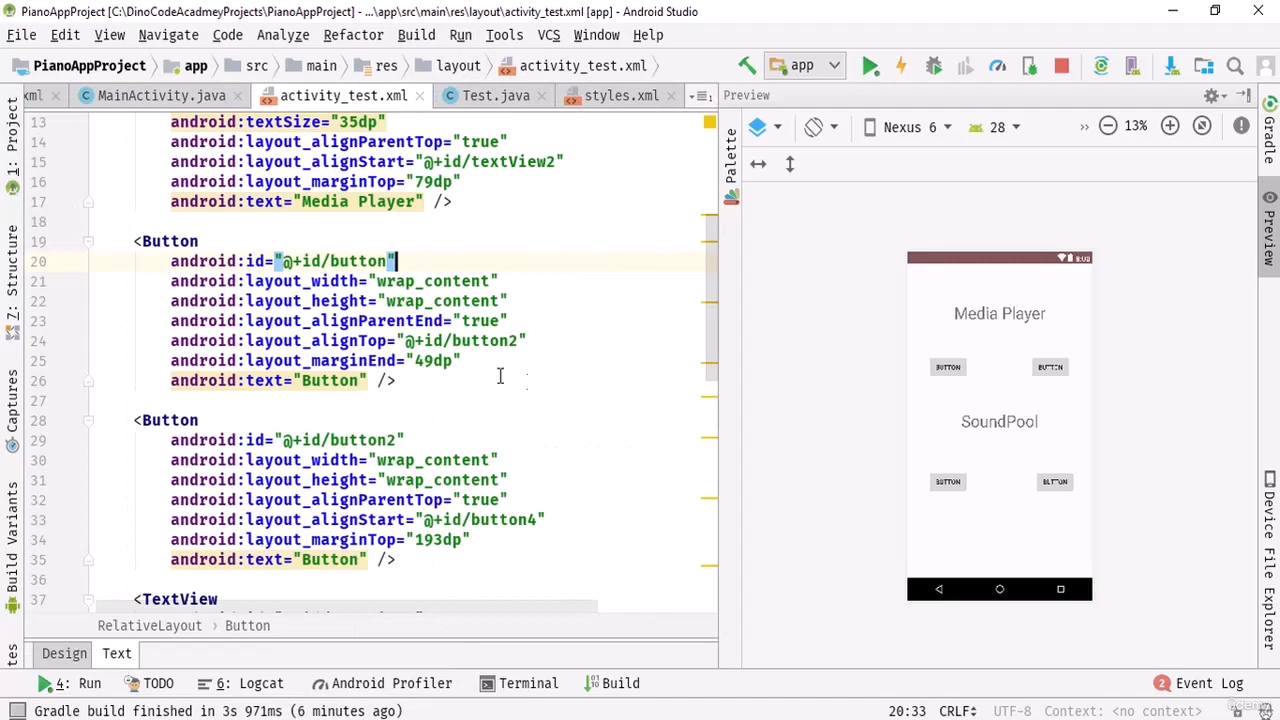 PianoAppProject [C:\DinoCodeAcadmeyProjects\PianoAppProject] - ...\app\src\main\res\layout\activity_test.xml [app] - Android Studio
File Edit View Navigate Code Analyze Refactor Build Run Tools VCS Window Help
PianoAppProject app src main res layout activity_test.xml app
xml MainActivity.java activity_test.xml Test.java styles.xml 1 Preview
Nexus 6 28 » 13%
1: Project
Z: Structure
Captures
Build Variants
Palette
13 android:textSize="35dp"
14 android:layout_alignParentTop="true"
15 android:layout_alignStart="@+id/textView2"
16 android:layout_marginTop="79dp"
17 android:text="Media Player" />
18
19 <Button
20 android:id="@+id/button"
21 android:layout_width="wrap_content"
22 android:layout_height="wrap_content"
23 android:layout_alignParentEnd="true"
24 android:layout_alignTop="@+id/button2"
25 android:layout_marginEnd="49dp"
26 android:text="Button" />
27
28 <Button
29 android:id="@+id/button2"
30 android:layout_width="wrap_content"
31 android:layout_height="wrap_content"
32 android:layout_alignParentTop="true"
33 android:layout_alignStart="@+id/button4"
34 android:layout_marginTop="193dp"
35 android:text="Button" />
36
37 <TextView
RelativeLayout › Button
Design Text
Media Player
BUTTON BUTTON
SoundPool
BUTTON BUTTON
Gradle
Preview
Device File Explorer
4: Run TODO 6: Logcat Android Profiler Terminal Build 2 Event Log
Gradle build finished in 3s 971ms (6 minutes ago) 20:33 CRLF UTF-8 Context: <no context>